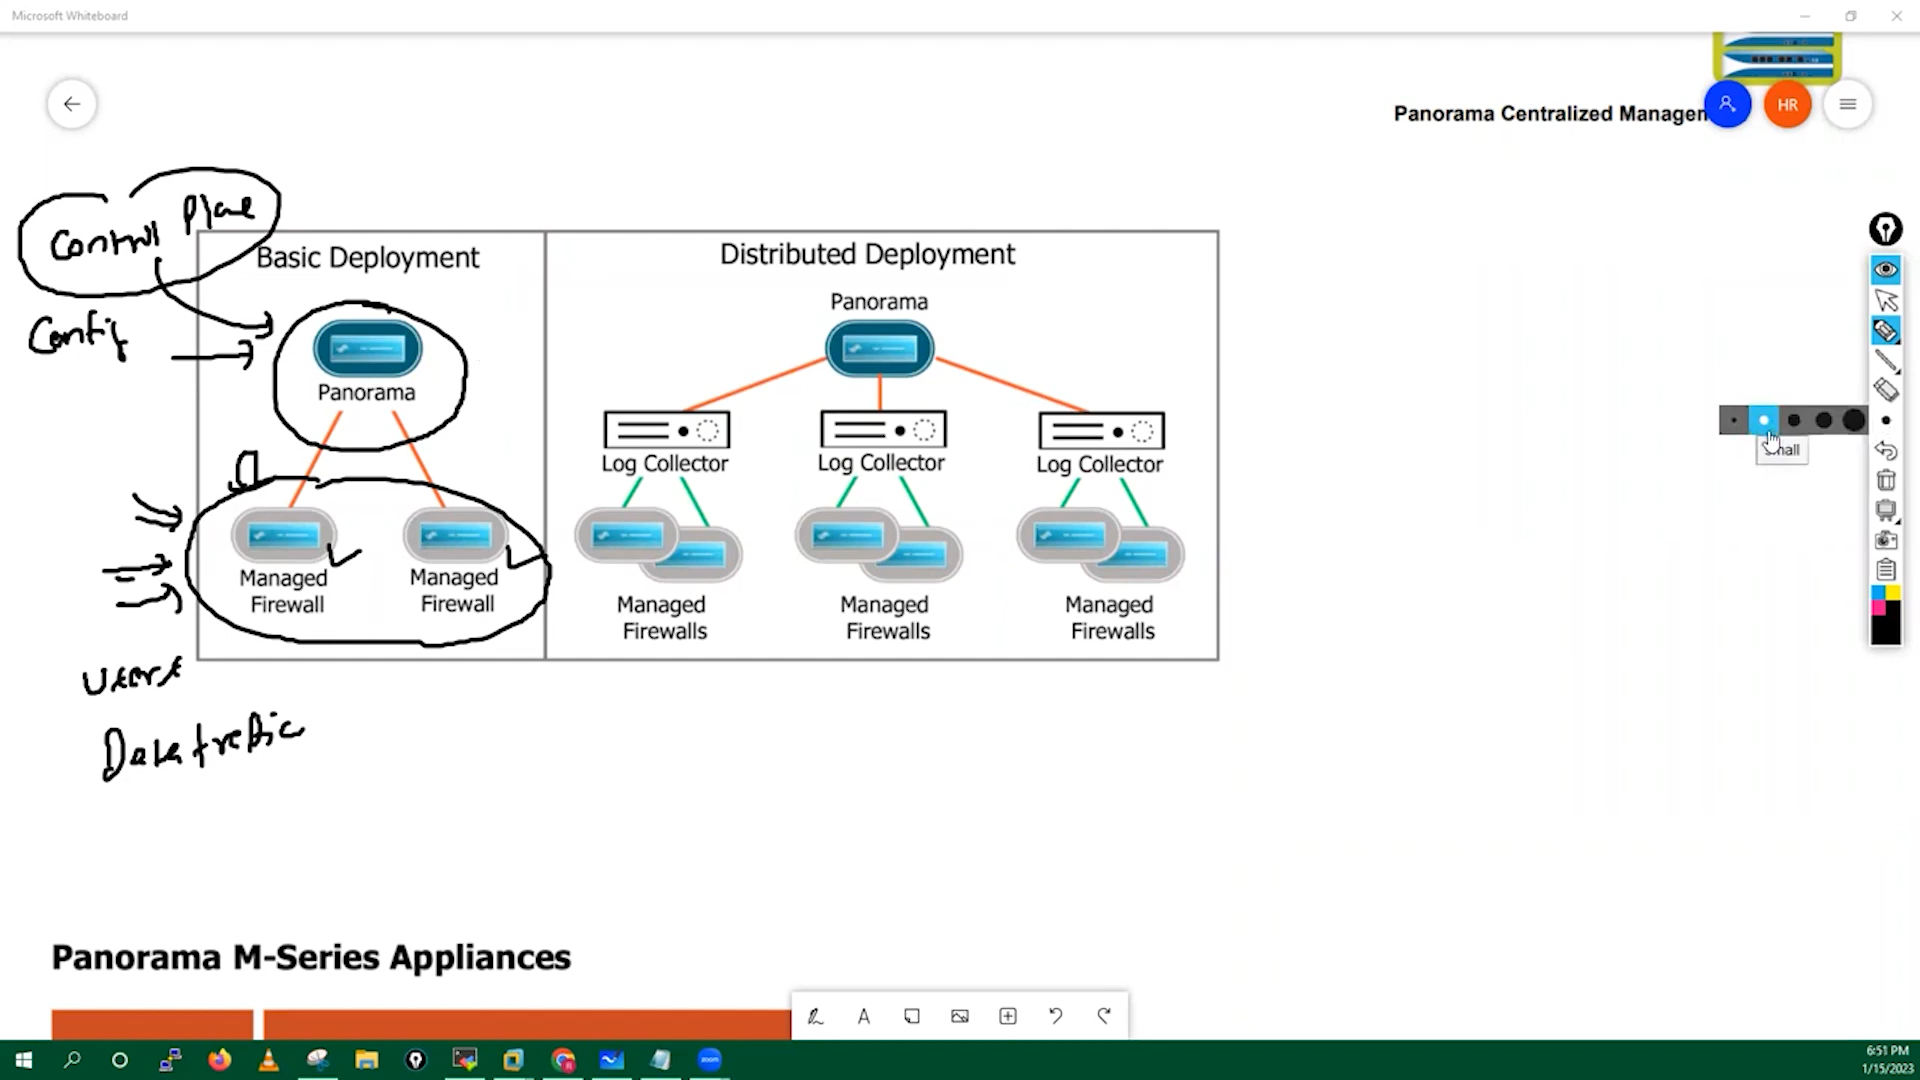 Microsoft Whiteboard
Panorama Centralized Managem
HR
Control Plane
Config
Basic Deployment
Distributed Deployment
Panorama
Panorama
Log Collector
Log Collector
Log Collector
Small
Managed
Firewall
Managed
Firewall
Managed
Firewalls
Managed
Firewalls
Managed
Firewalls
Users
Data traffic
Panorama M-Series Appliances
A
zoom
6:51 PM
1/15/2023